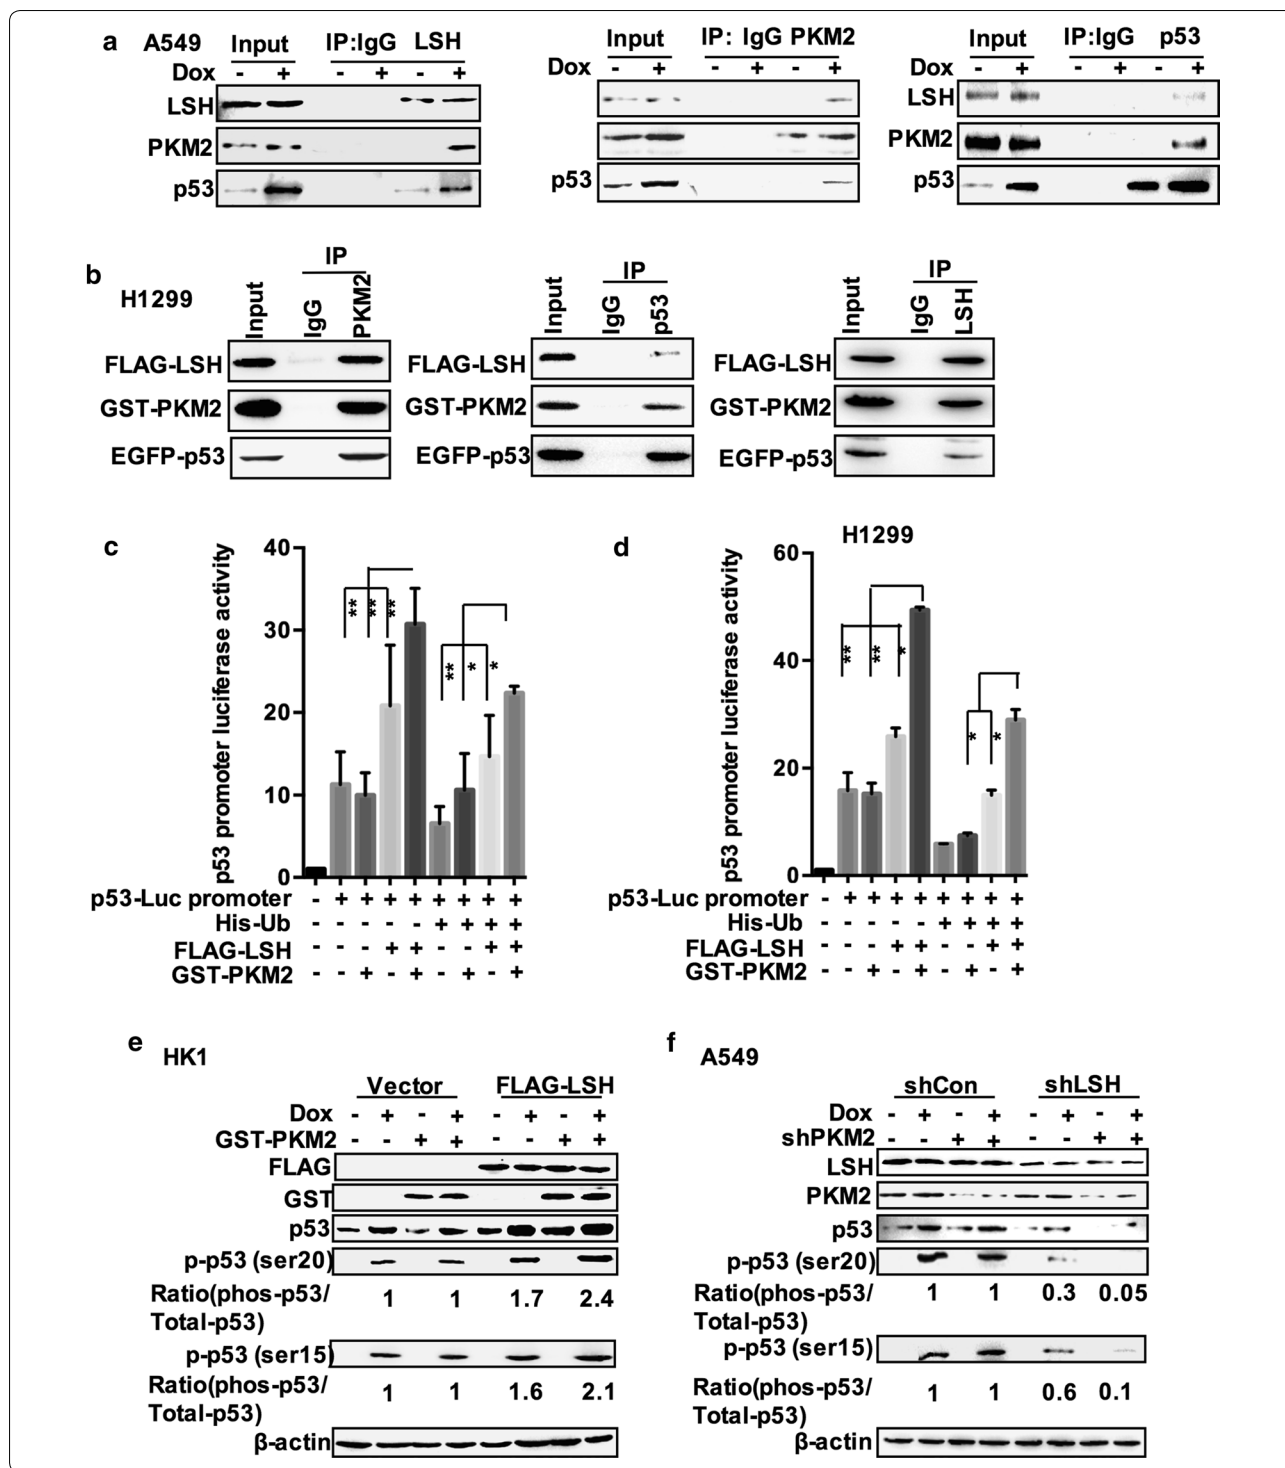 a A549 Input IP:IgG LSH
Dox - + - + - +
LSH
PKM2
p53
Input IP: IgG PKM2
Dox - + - + - +
p53
Input IP:IgG p53
Dox - + - + - +
LSH
PKM2
p53
b H1299
IP
Input IgG PKM2
FLAG-LSH
GST-PKM2
EGFP-p53
IP
Input IgG p53
FLAG-LSH
GST-PKM2
EGFP-p53
IP
Input IgG LSH
FLAG-LSH
GST-PKM2
EGFP-p53
c
p53 promoter luciferase activity
40
30
20
10
0
** ** ** ** * *
p53-Luc promoter - + + + + + + + +
His-Ub - - - - - + + + +
FLAG-LSH - - - + + - - + +
GST-PKM2 - - + - + - + - +
d H1299
p53 promoter luciferase activity
60
40
20
0
** ** * * *
p53-Luc promoter - + + + + + + + +
His-Ub - - - - - + + + +
FLAG-LSH - - - + + - - + +
GST-PKM2 - - + - + - + - +
e HK1
Vector FLAG-LSH
Dox - + - + - + - +
GST-PKM2 - - + + - - + +
FLAG
GST
p53
p-p53 (ser20)
Ratio(phos-p53/ 1 1 1.7 2.4
Total-p53)
p-p53 (ser15)
Ratio(phos-p53/ 1 1 1.6 2.1
Total-p53)
β-actin
f A549
shCon shLSH
Dox - + - + - + - +
shPKM2 - - + + - - + +
LSH
PKM2
p53
p-p53 (ser20)
Ratio(phos-p53/ 1 1 0.3 0.05
Total-p53)
p-p53 (ser15)
Ratio(phos-p53/ 1 1 0.6 0.1
Total-p53)
β-actin